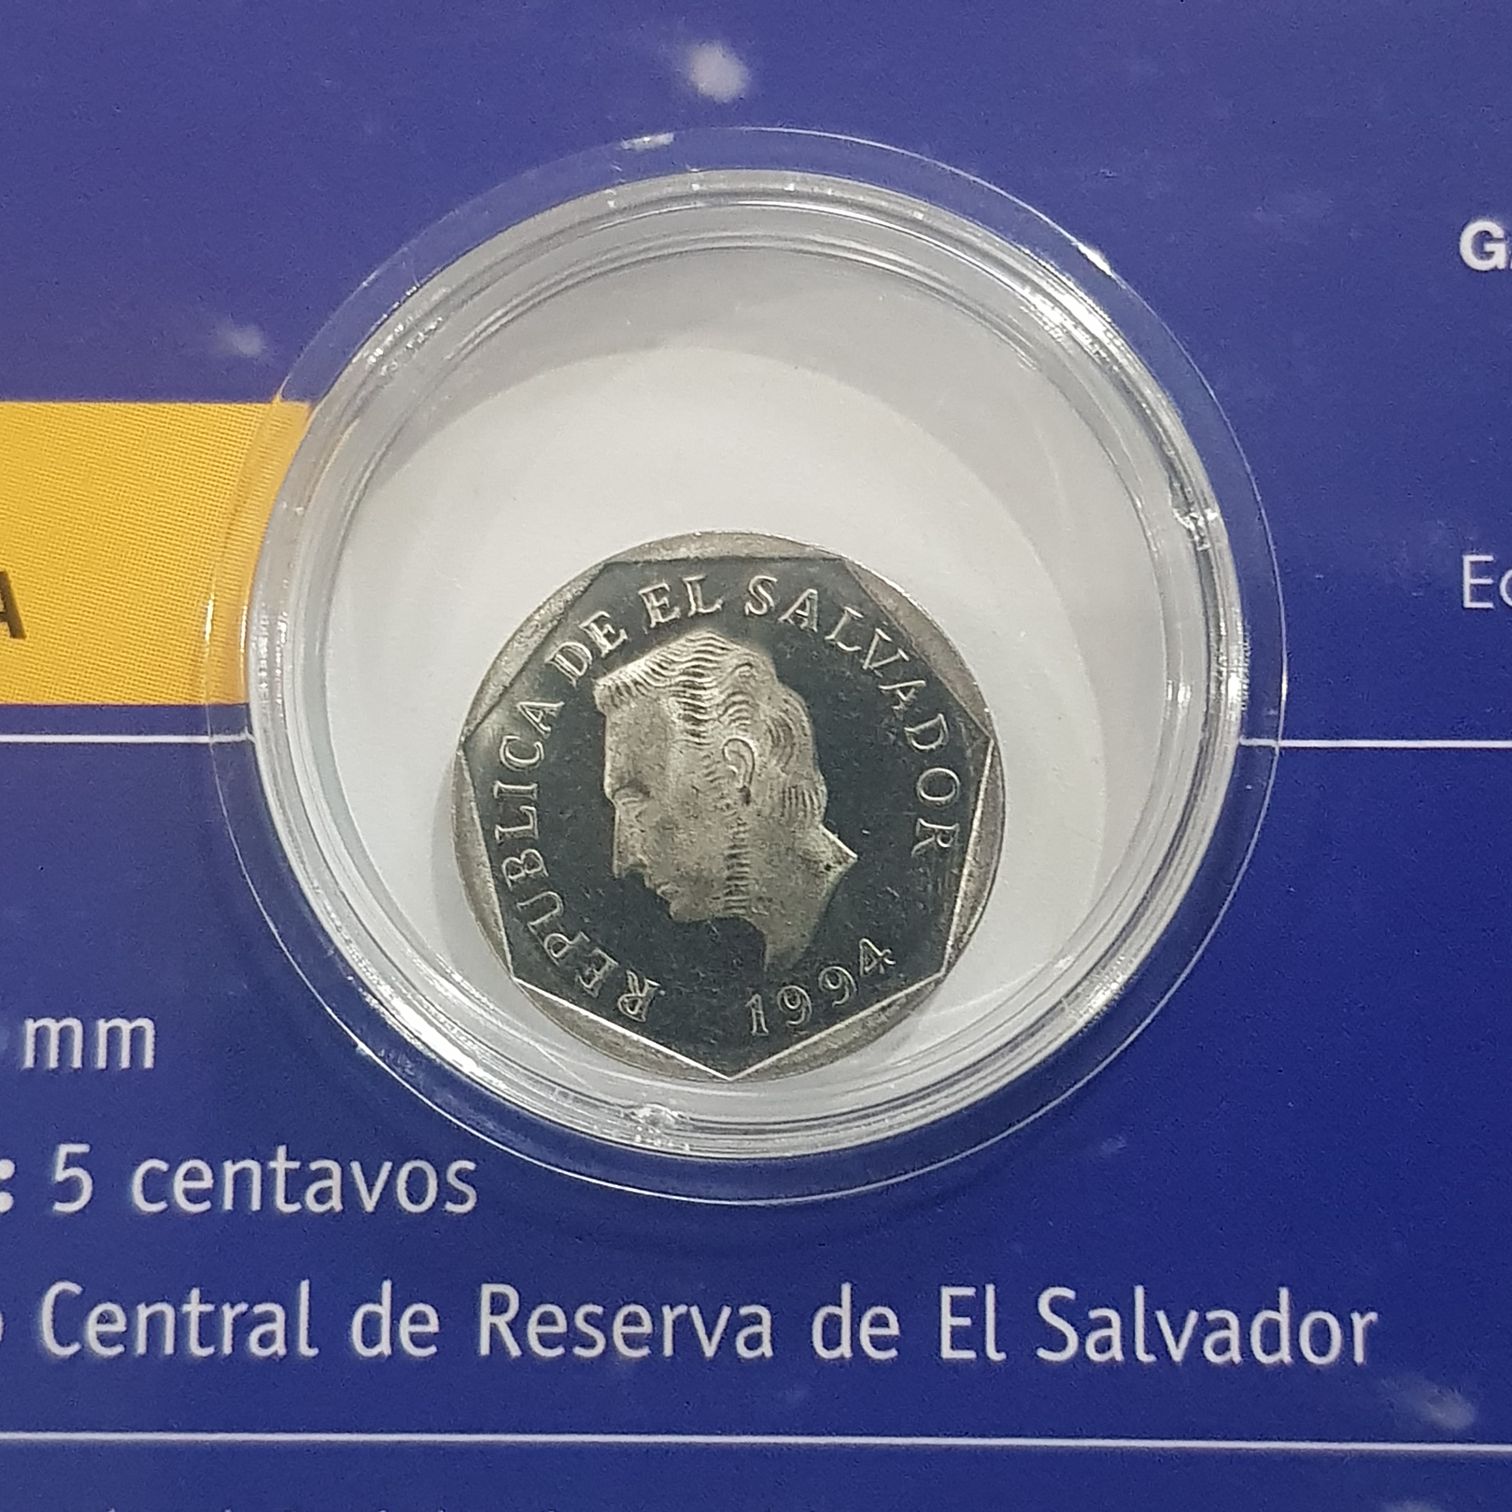 REPUBLICA DE EL SALVADOR
1994
mm
: 5 centavos
Central de Reserva de El Salvador